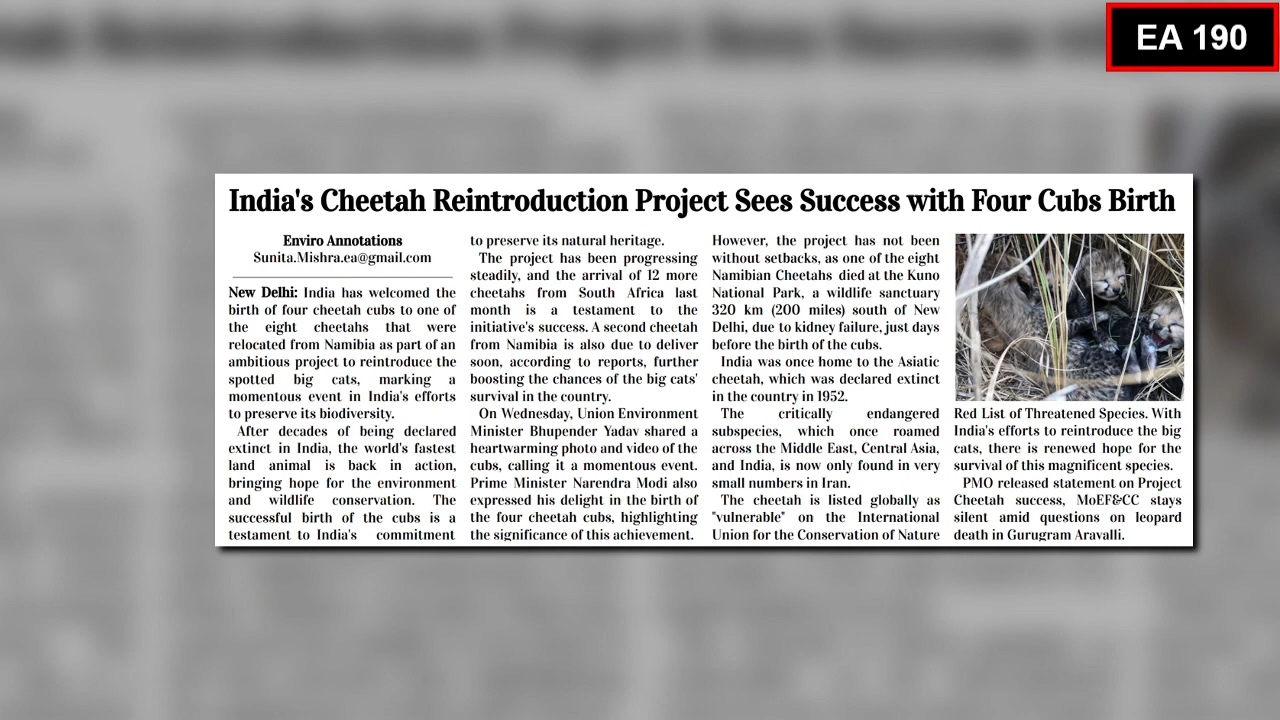 EA 190
India's Cheetah Reintroduction Project Sees Success with Four Cubs Birth
Enviro Annotations
Sunita.Mishra.ea@gmail.com
New Delhi: India has welcomed the
birth of four cheetah cubs to one of
the eight cheetahs that were
relocated from Namibia as part of an
ambitious project to reintroduce the
spotted big cats, marking a
momentous event in India's efforts
to preserve its biodiversity.
After decades of being declared
extinct in India, the world's fastest
land animal is back in action,
bringing hope for the environment
and wildlife conservation. The
successful birth of the cubs is a
testament to India's commitment
to preserve its natural heritage.
The project has been progressing
steadily, and the arrival of 12 more
cheetahs from South Africa last
month is a testament to the
initiative's success. A second cheetah
from Namibia is also due to deliver
soon, according to reports, further
boosting the chances of the big cats'
survival in the country.
On Wednesday, Union Environment
Minister Bhupender Yadav shared a
heartwarming photo and video of the
cubs, calling it a momentous event.
Prime Minister Narendra Modi also
expressed his delight in the birth of
the four cheetah cubs, highlighting
the significance of this achievement.
However, the project has not been
without setbacks, as one of the eight
Namibian Cheetahs died at the Kuno
National Park, a wildlife sanctuary
320 km (200 miles) south of New
Delhi, due to kidney failure, just days
before the birth of the cubs.
India was once home to the Asiatic
cheetah, which was declared extinct
in the country in 1952.
The critically endangered
subspecies, which once roamed
across the Middle East, Central Asia,
and India, is now only found in very
small numbers in Iran.
The cheetah is listed globally as
"vulnerable" on the International
Union for the Conservation of Nature
Red List of Threatened Species. With
India's efforts to reintroduce the big
cats, there is renewed hope for the
survival of this magnificent species.
PMO released statement on Project
Cheetah success, MoEF&CC stays
silent amid questions on leopard
death in Gurugram Aravalli.